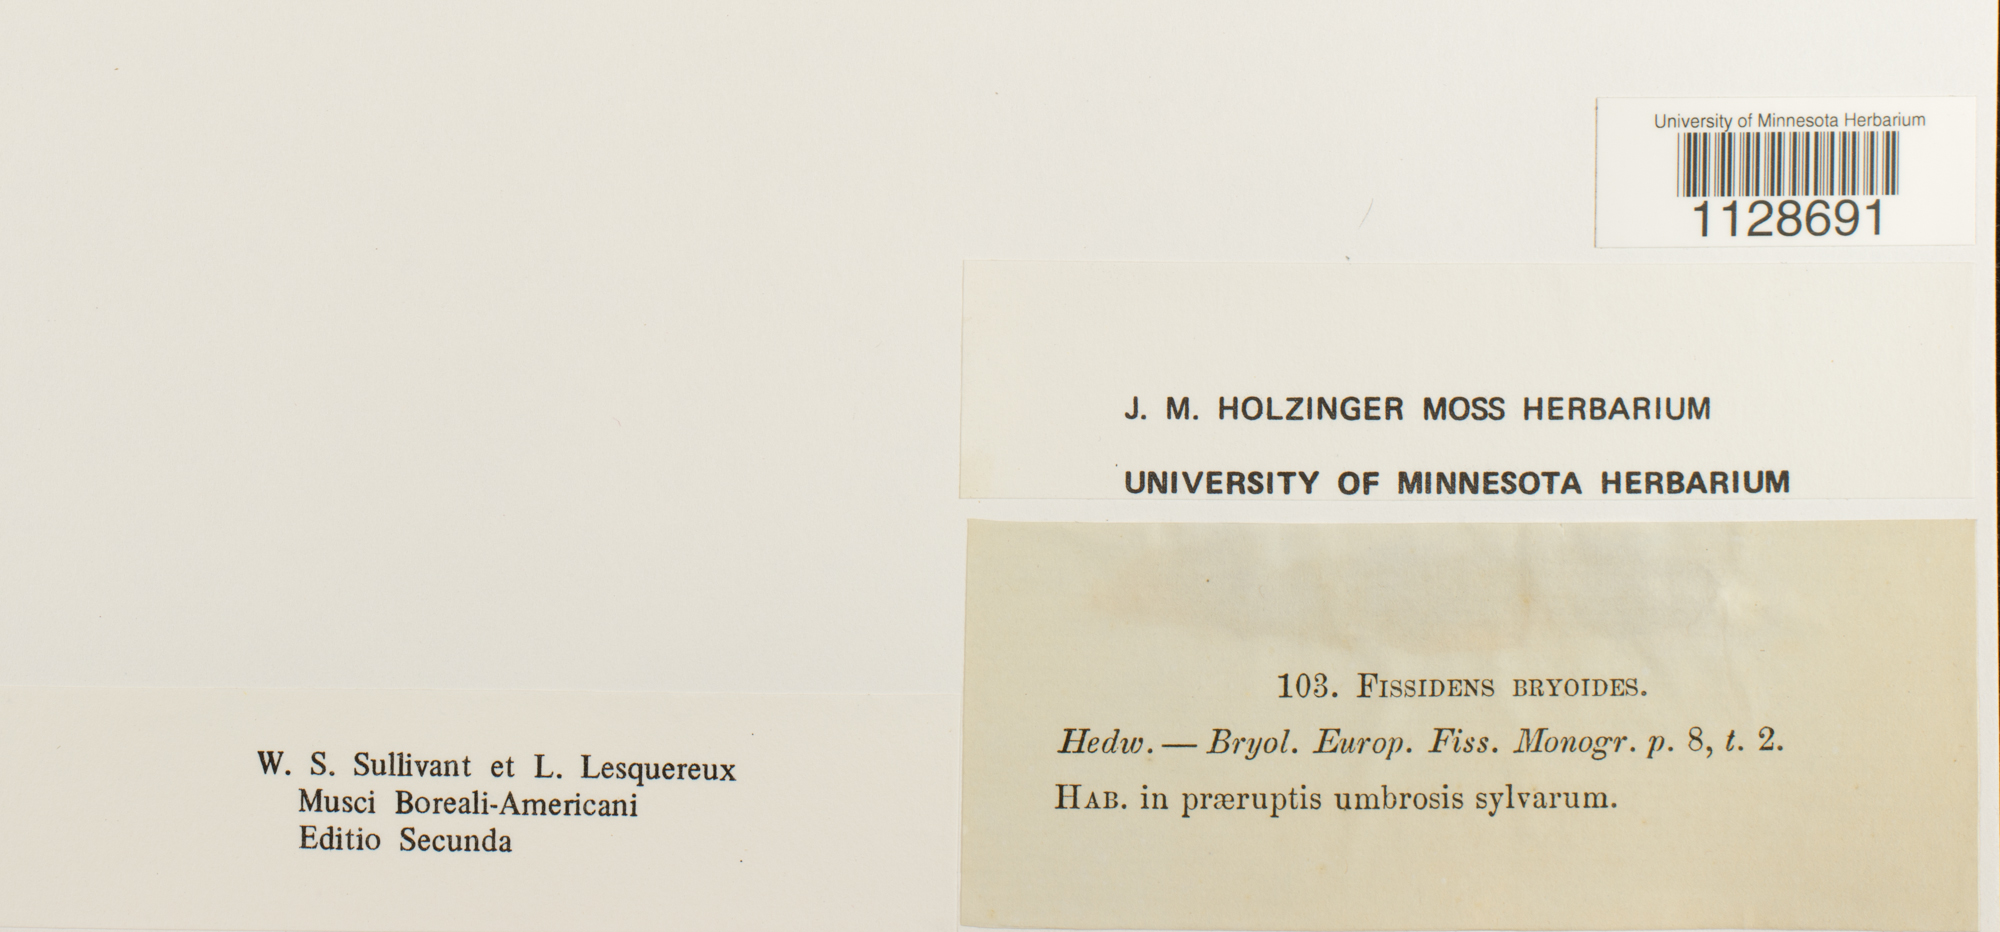 University of Minnesota Herbarium
1128691
J. M. HOLZINGER MOSS HERBARIUM
UNIVERSITY OF MINNESOTA HERBARIUM
103. FISSIDENS BRYOIDES.
Hedw. — Bryol. Europ. Fiss. Monogr. p. 8, t. 2.
HAB. in præruptis umbrosis sylvarum.
W. S. Sullivant et L. Lesquereux
Musci Boreali-Americani
Editio Secunda